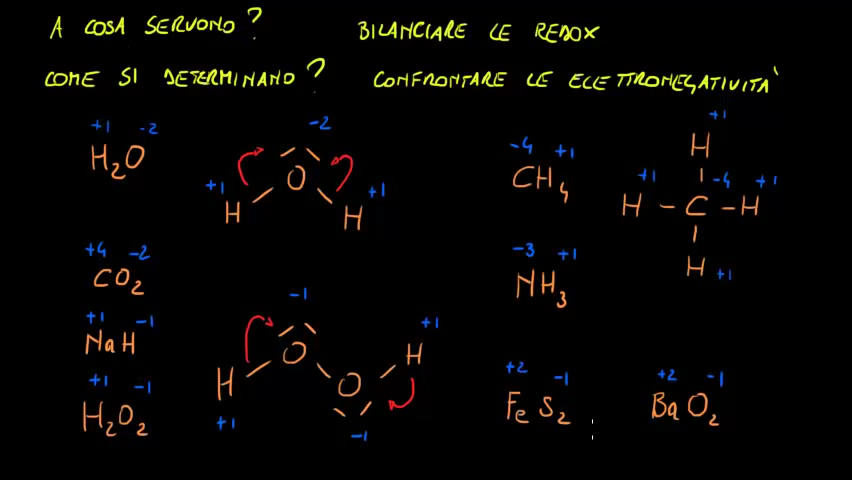 A COSA SERVONO? BILANCIARE LE REDOX
COME SI DETERMINANO? CONFRONTARE LE ELETTRONEGATIVITÀ
+1 -2
H2O
-2
+1 H O H +1
-4 +1
CH4
+1
H
+1 -4 +1
H - C - H
H +1
+4 -2
CO2
-3 +1
NH3
+1 -1
NaH
-1
+1
H O O H
+1
-1
+1 -1
H2O2
+2 -1
FeS2
+2 -1
BaO2